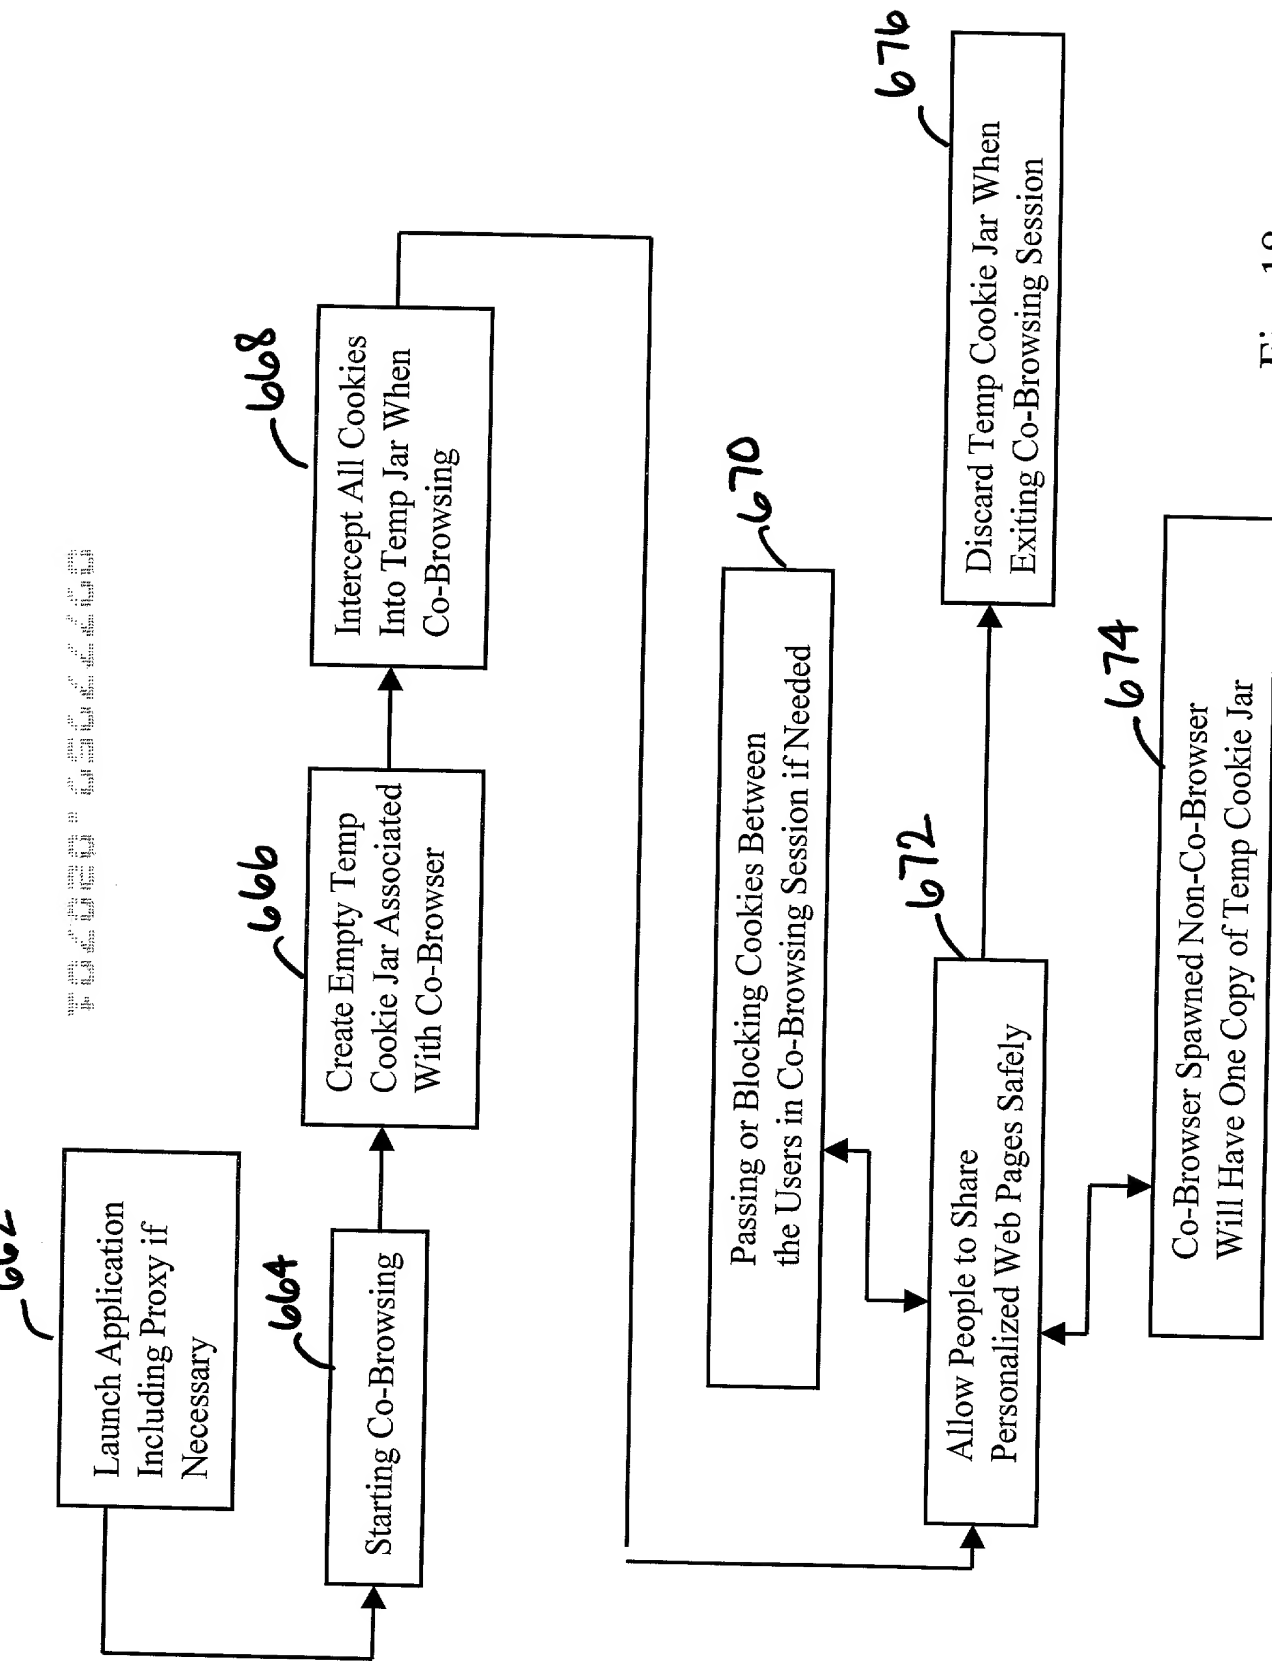 662
Launch Application
Including Proxy if
Necessary
664
Starting Co-Browsing
666
Create Empty Temp
Cookie Jar Associated
With Co-Browser
668
Intercept All Cookies
Into Temp Jar When
Co-Browsing
670
Passing or Blocking Cookies Between
the Users in Co-Browsing Session if Needed
672
Allow People to Share
Personalized Web Pages Safely
674
Co-Browser Spawned Non-Co-Browser
Will Have One Copy of Temp Cookie Jar
676
Discard Temp Cookie Jar When
Exiting Co-Browsing Session